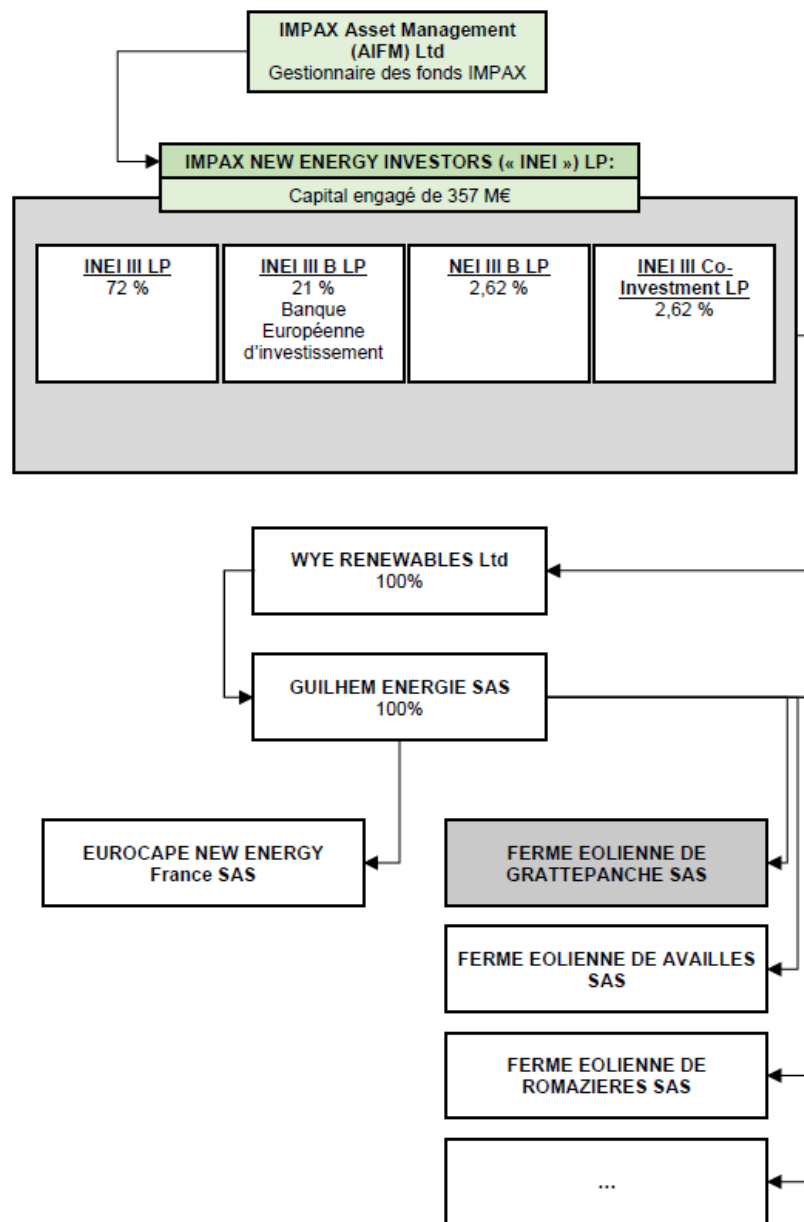 IMPAX Asset Management
(AIFM) Ltd
Gestionnaire des fonds IMPAX
IMPAX NEW ENERGY INVESTORS (« INEI ») LP:
Capital engagé de 357 M€
INEI III LP
72 %
INEI III B LP
21 %
Banque
Européenne
d'investissement
NEI III B LP
2,62 %
INEI III Co-
Investment LP
2,62 %
WYE RENEWABLES Ltd
100%
GUILHEM ENERGIE SAS
100%
EUROCAPE NEW ENERGY
France SAS
FERME EOLIENNE DE
GRATTEPANCHE SAS
FERME EOLIENNE DE AVAILLES
SAS
FERME EOLIENNE DE
ROMAZIERES SAS
...